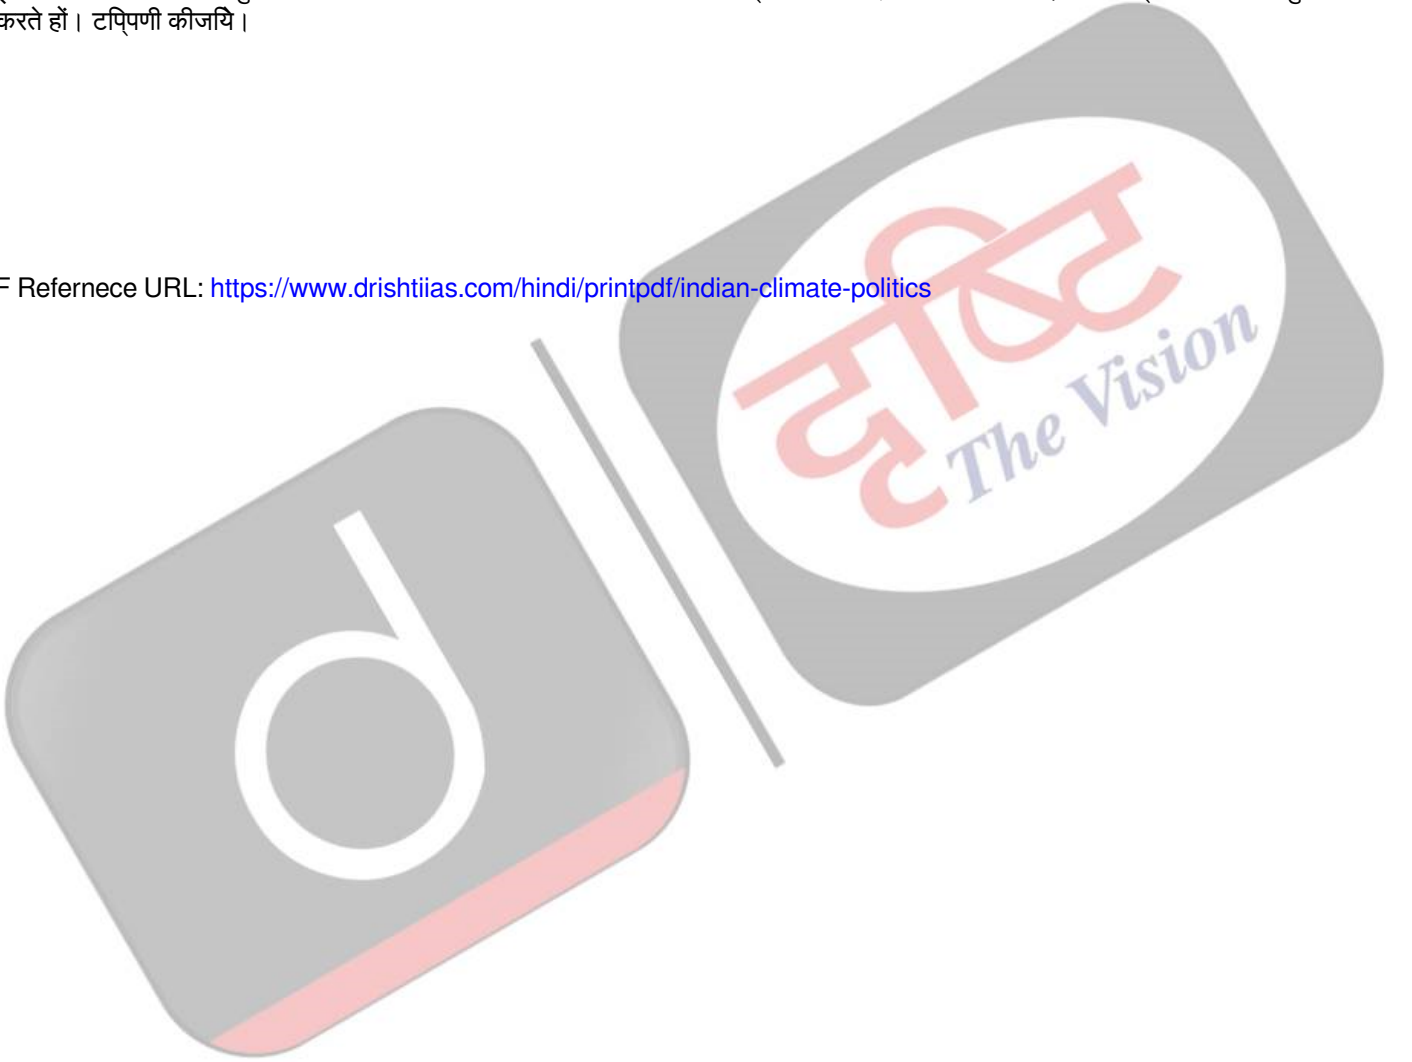 करते हों। टिप्पणी कीजिये।
F Refernece URL: https://www.drishtiias.com/hindi/printpdf/indian-climate-politics
दृष्टि
The Vision
d